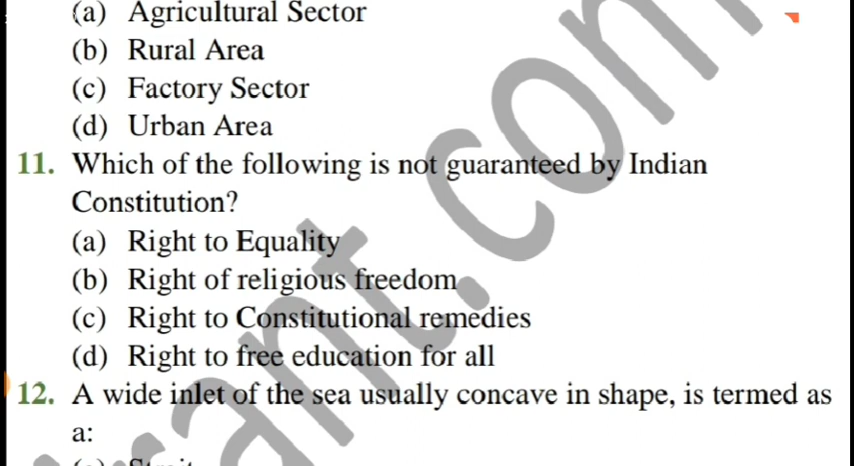 (a) Agricultural Sector
(b) Rural Area
(c) Factory Sector
(d) Urban Area
11. Which of the following is not guaranteed by Indian
Constitution?
(a) Right to Equality
(b) Right of religious freedom
(c) Right to Constitutional remedies
(d) Right to free education for all
12. A wide inlet of the sea usually concave in shape, is termed as
a: